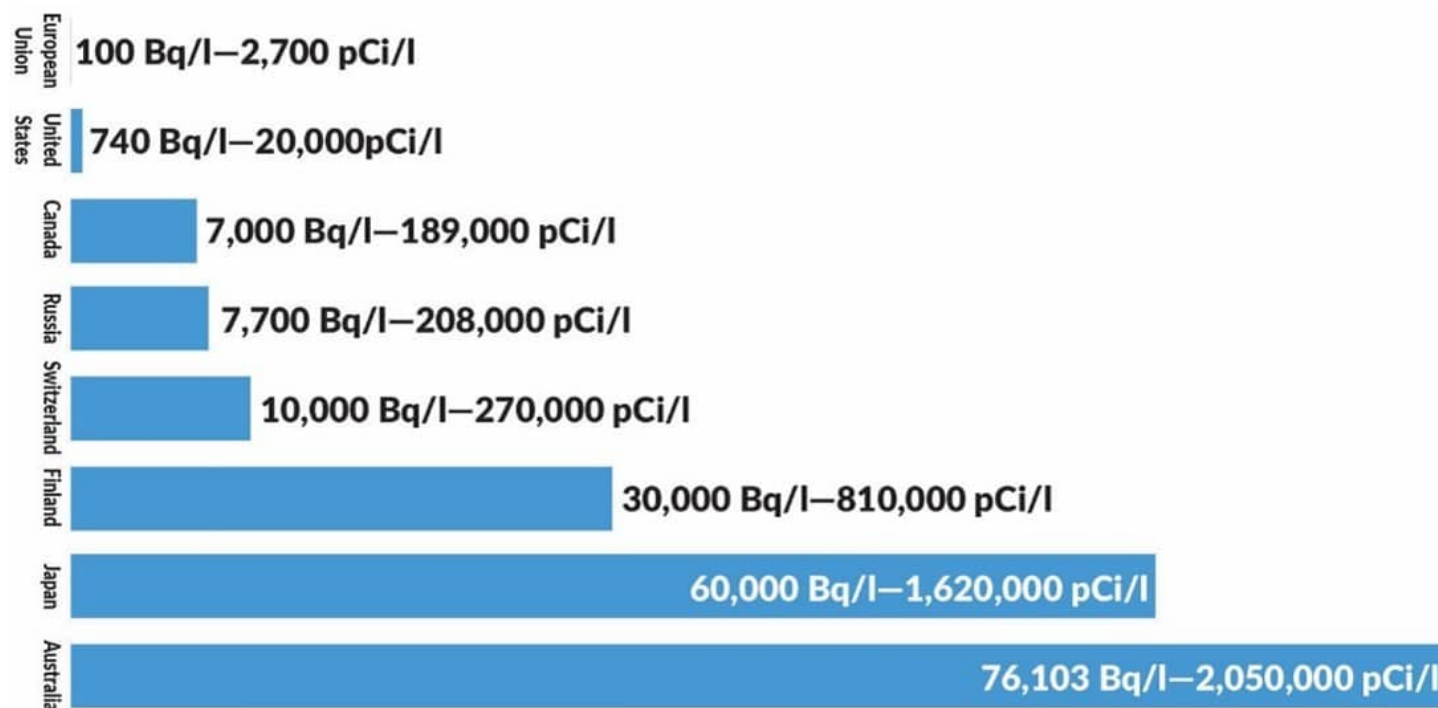 European
Union
100 Bq/l—2,700 pCi/l
United
States
740 Bq/l—20,000pCi/l
Canada
7,000 Bq/l—189,000 pCi/l
Russia
7,700 Bq/l—208,000 pCi/l
Switzerland
10,000 Bq/l—270,000 pCi/l
Finland
30,000 Bq/l—810,000 pCi/l
Japan
60,000 Bq/l—1,620,000 pCi/l
Australia
76,103 Bq/l—2,050,000 pCi/l